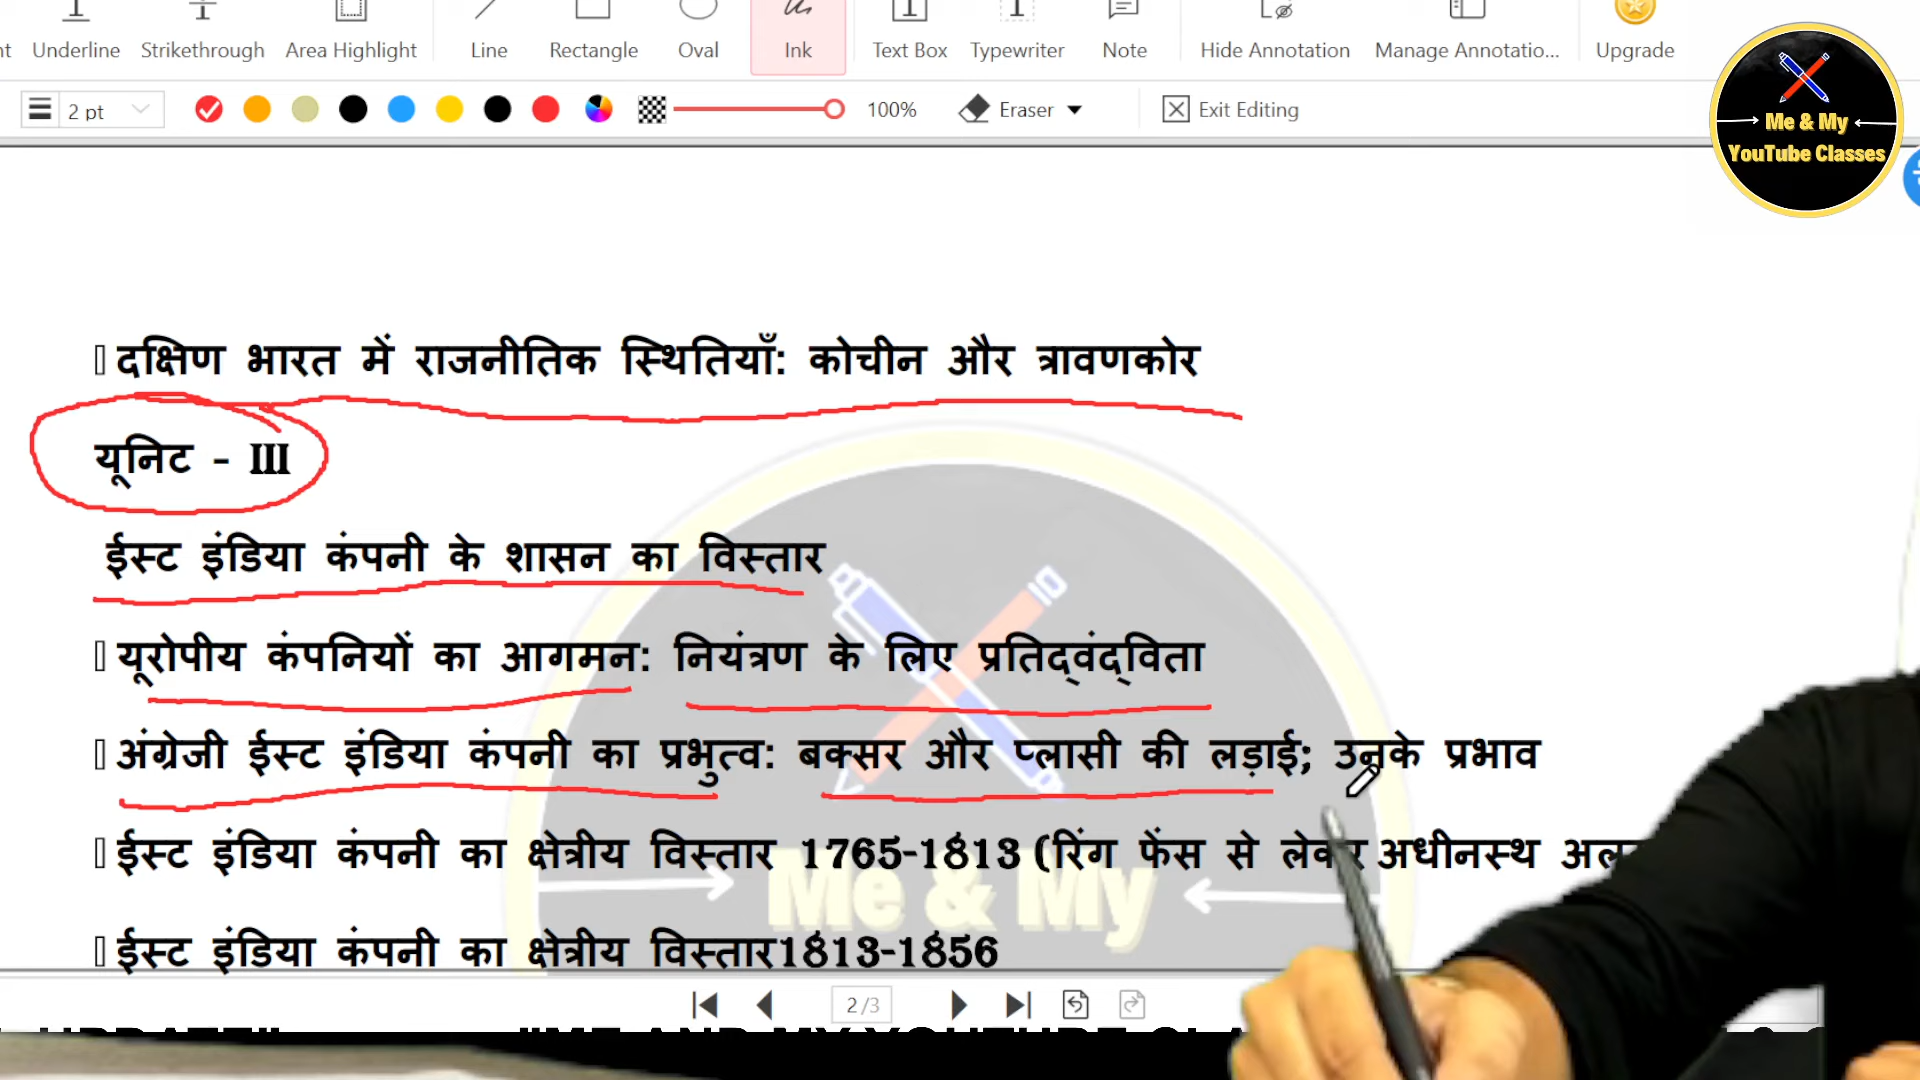 Underline Strikethrough Area Highlight Line Rectangle Oval Ink Text Box Typewriter Note Hide Annotation Manage Annotatio... Upgrade
2 pt 100% Eraser Exit Editing
Me & My
YouTube Classes
दक्षिण भारत में राजनीतिक स्थितियाँ: कोचीन और त्रावणकोर
यूनिट - III
ईस्ट इंडिया कंपनी के शासन का विस्तार
यूरोपीय कंपनियों का आगमन: नियंत्रण के लिए प्रतिद्वंद्विता
अंग्रेजी ईस्ट इंडिया कंपनी का प्रभुत्व: बक्सर और प्लासी की लड़ाई; उनके प्रभाव
ईस्ट इंडिया कंपनी का क्षेत्रीय विस्तार 1765-1813 (रिंग फेंस से लेकर अधीनस्थ
Me & My
ईस्ट इंडिया कंपनी का क्षेत्रीय विस्तार1813-1856
2 /3